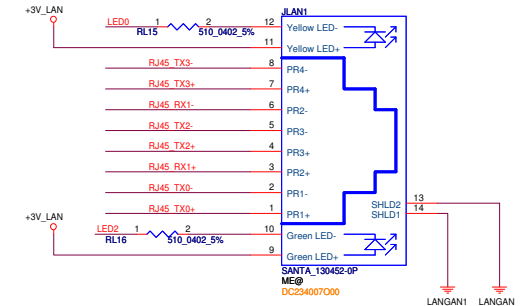 +3V_LAN
JLAN1
LED0 1 2 12 Yellow LED-
RL15 510_0402_5%
11 Yellow LED+
RJ45_TX3- 8 PR4-
RJ45_TX3+ 7 PR4+
RJ45_RX1- 6 PR2-
RJ45_TX2- 5 PR3-
RJ45_TX2+ 4 PR3+
RJ45_RX1+ 3 PR2+
RJ45_TX0- 2 PR1-
SHLD2 13
RJ45_TX0+ 1 PR1+
SHLD1 14
+3V_LAN
LED2 1 2 10 Green LED-
RL16 510_0402_5%
9 Green LED+
SANTA_130452-0P
ME@
DC234007O00
LANGAN1 LANGAN